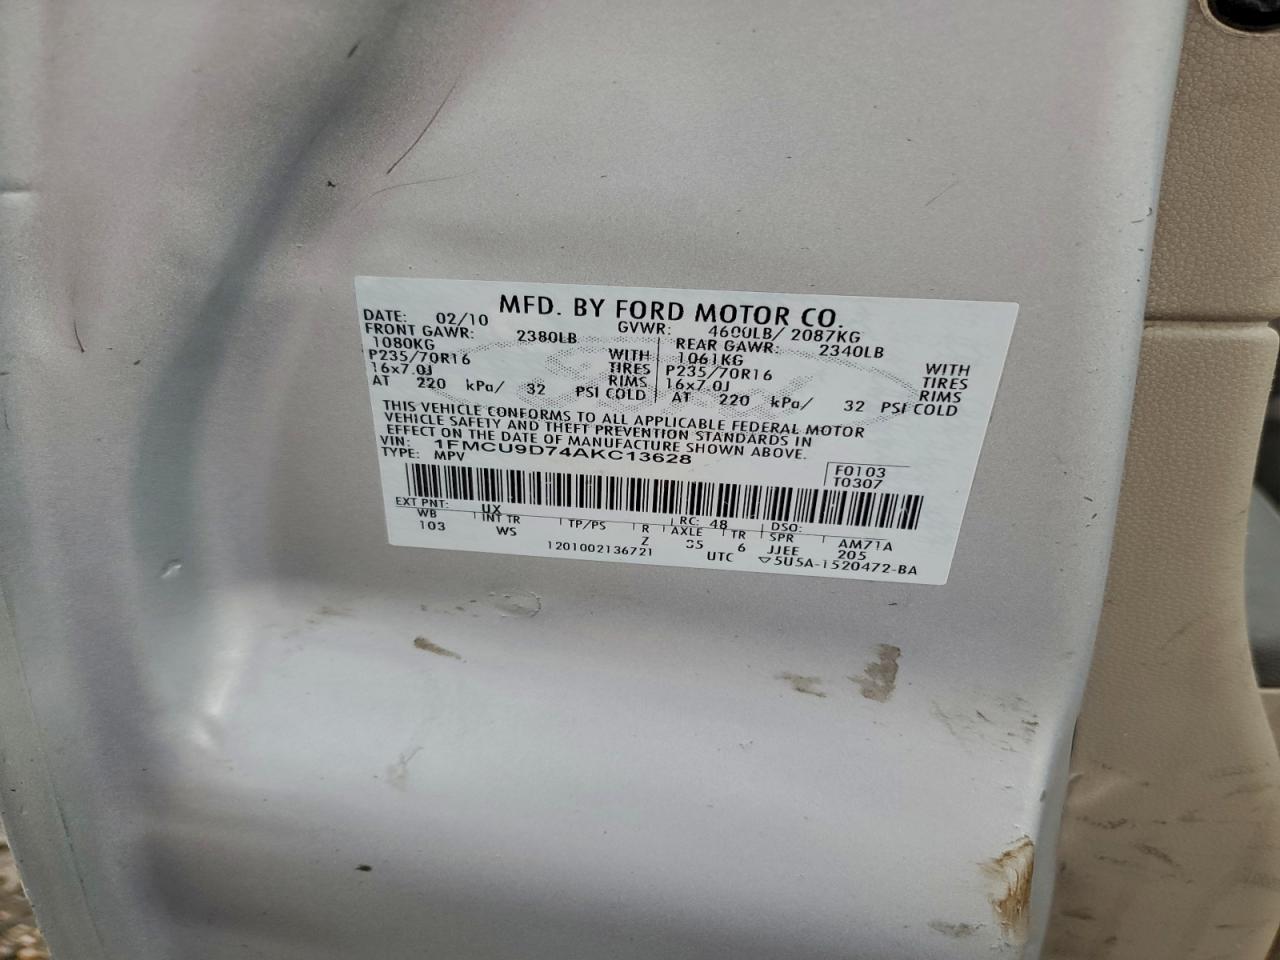 MFD. BY FORD MOTOR CO.
DATE: 02/10 GVWR: 4600LB/ 2087KG
FRONT GAWR: 2380LB REAR GAWR: 2340LB
1080KG WITH 1061KG WITH
P235/70R16 TIRES P235/70R16 TIRES
16x7.0J RIMS 16x7.0J RIMS
AT 220 kPa/ 32 PSI COLD AT 220 kPa/ 32 PSI COLD
THIS VEHICLE CONFORMS TO ALL APPLICABLE FEDERAL MOTOR
VEHICLE SAFETY AND THEFT PREVENTION STANDARDS IN
EFFECT ON THE DATE OF MANUFACTURE SHOWN ABOVE.
VIN: 1FMCU9D74AKC13628 F0103
TYPE: MPV T0307
EXT PNT: UX RC: 48 DSO:
WB INT TR TP/PS R AXLE TR SPR AM71A
103 WS Z 35 6 JJEE 205
1201002136721 UTC ▽5U5A-1520472-BA